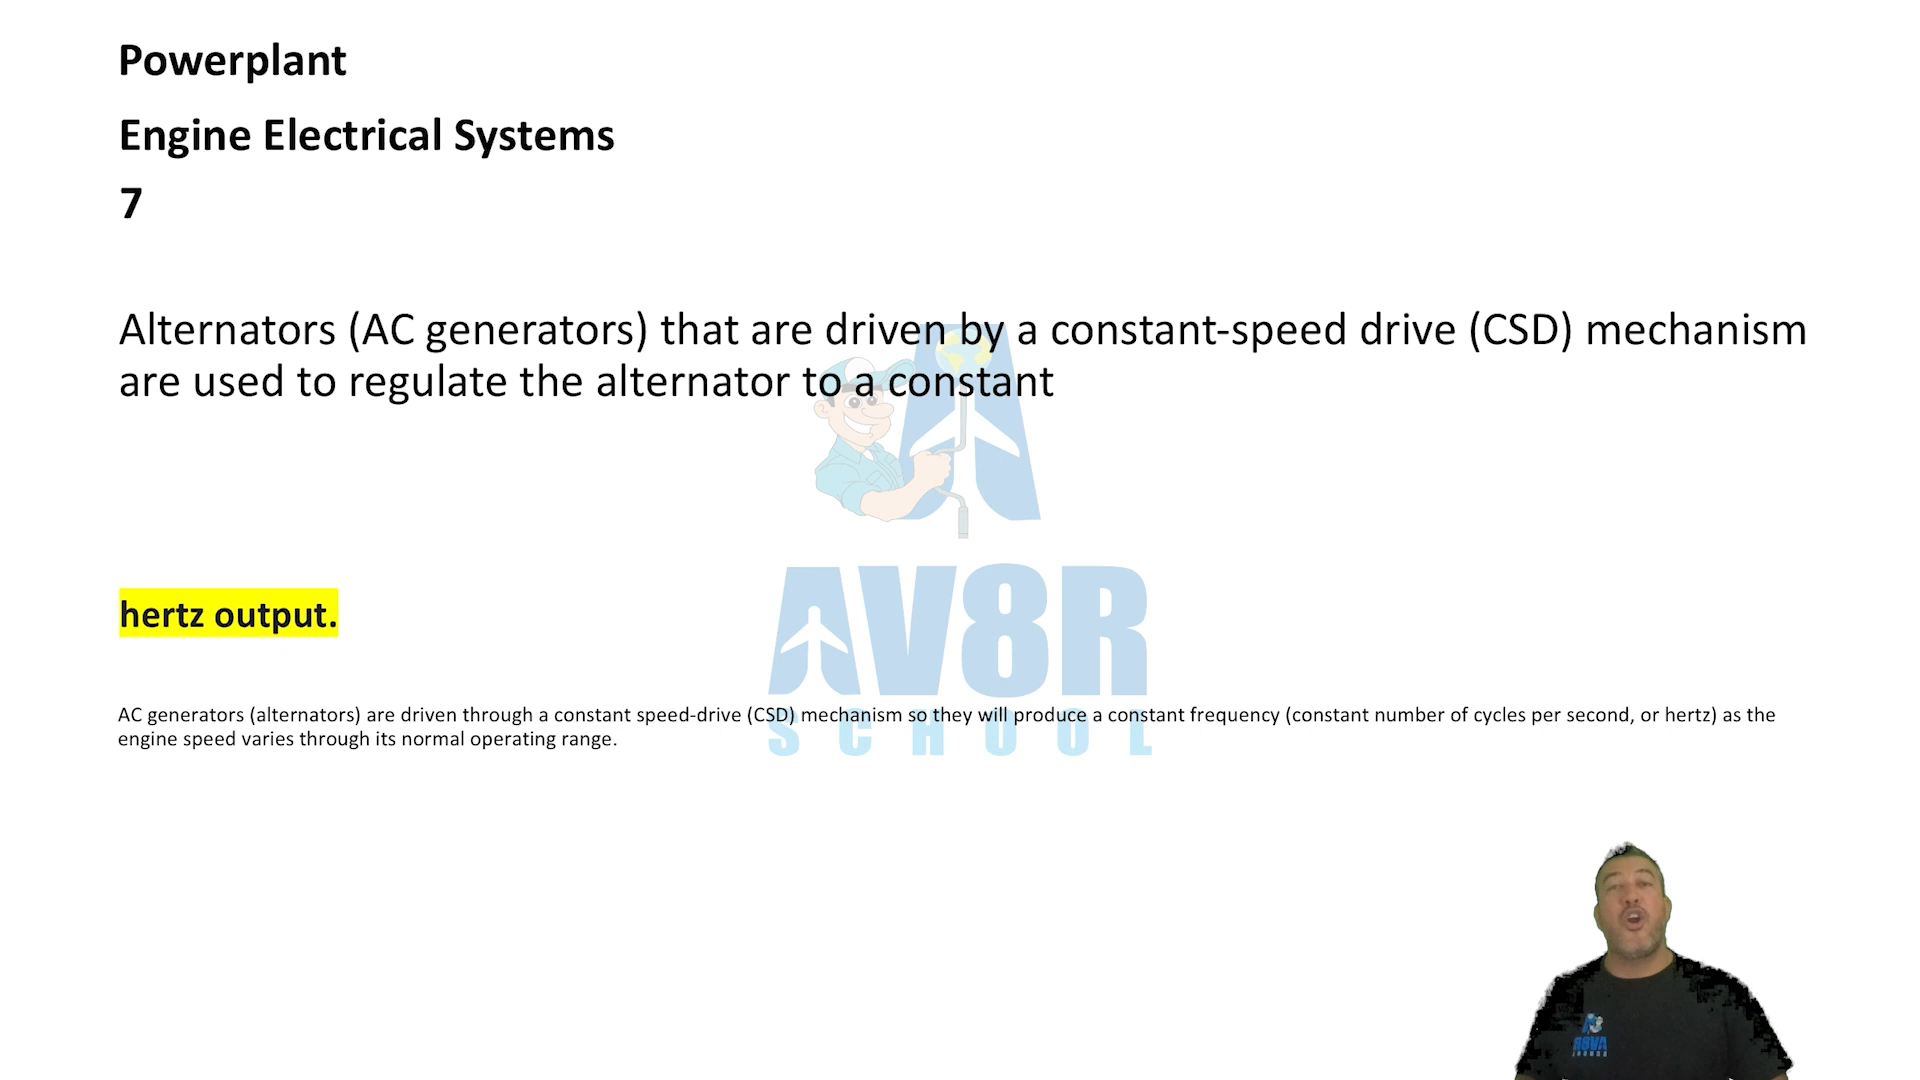 Powerplant
Engine Electrical Systems
7
Alternators (AC generators) that are driven by a constant-speed drive (CSD) mechanism
are used to regulate the alternator to a constant
hertz output.
AV8R
AC generators (alternators) are driven through a constant speed-drive (CSD) mechanism so they will produce a constant frequency (constant number of cycles per second, or hertz) as the
engine speed varies through its normal operating range.
SCHOOL